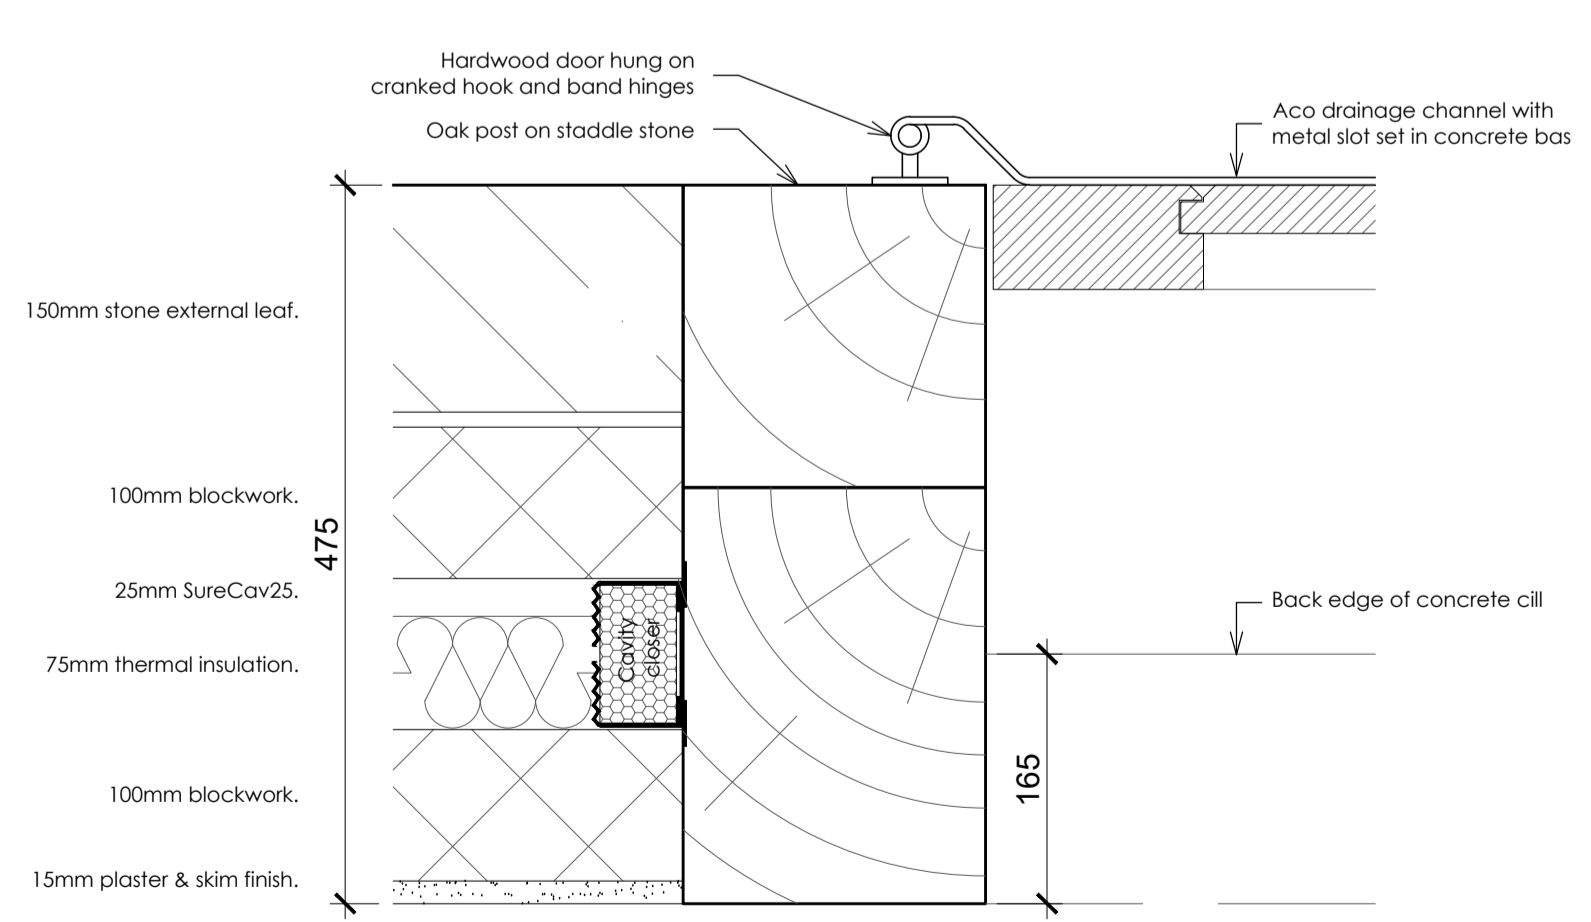 Hardwood door hung on
cranked hook and band hinges
Oak post on staddle stone
Aco drainage channel with
metal slot set in concrete bas
150mm stone external leaf.
100mm blockwork.
475
25mm SureCav25.
Cavity
closer
Back edge of concrete cill
75mm thermal insulation.
165
100mm blockwork.
15mm plaster & skim finish.